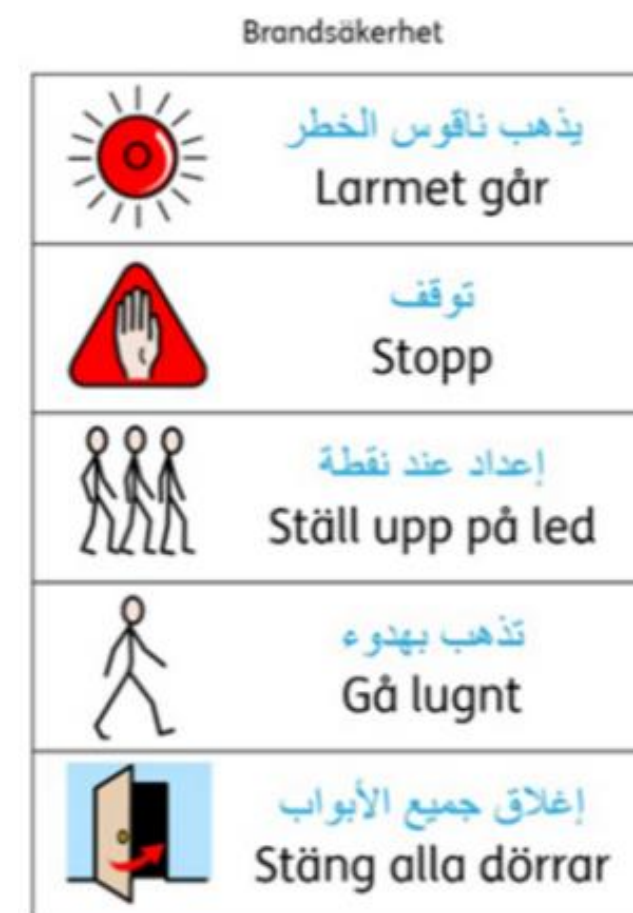 Brandsäkerhet
يذهب ناقوس الخطر
Larmet går
توقف
Stopp
إعداد عند نقطة
Ställ upp på led
تذهب بهدوء
Gå lugnt
إغلاق جميع الأبواب
Stäng alla dörrar